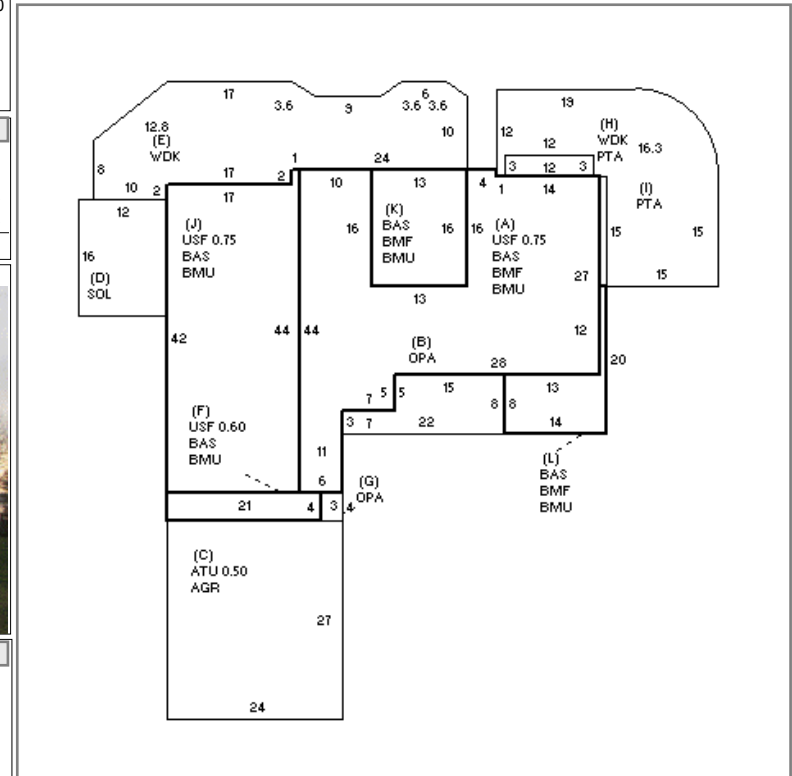 17
3.6
9
6
3.6 3.6
10
12.8
(E)
WDK
8
10 2
17
2
1
24
19
12
12
(H)
WDK
PTA
16.3
3 12 3
(I)
PTA
15
15
15
12
16
(D)
SOL
17
(J)
USF 0.75
BAS
BMU
42
44
44
10
16
13
(K)
BAS
BMF
BMU
16
13
4
16
1
14
(A)
USF 0.75
BAS
BMF
BMU
27
12
20
(B)
OPA
28
7 5 5
15
3 7
22
8 8
13
14
(L)
BAS
BMF
BMU
(F)
USF 0.60
BAS
BMU
11
6
21
4 3 4
(G)
OPA
(C)
ATU 0.50
AGR
27
24